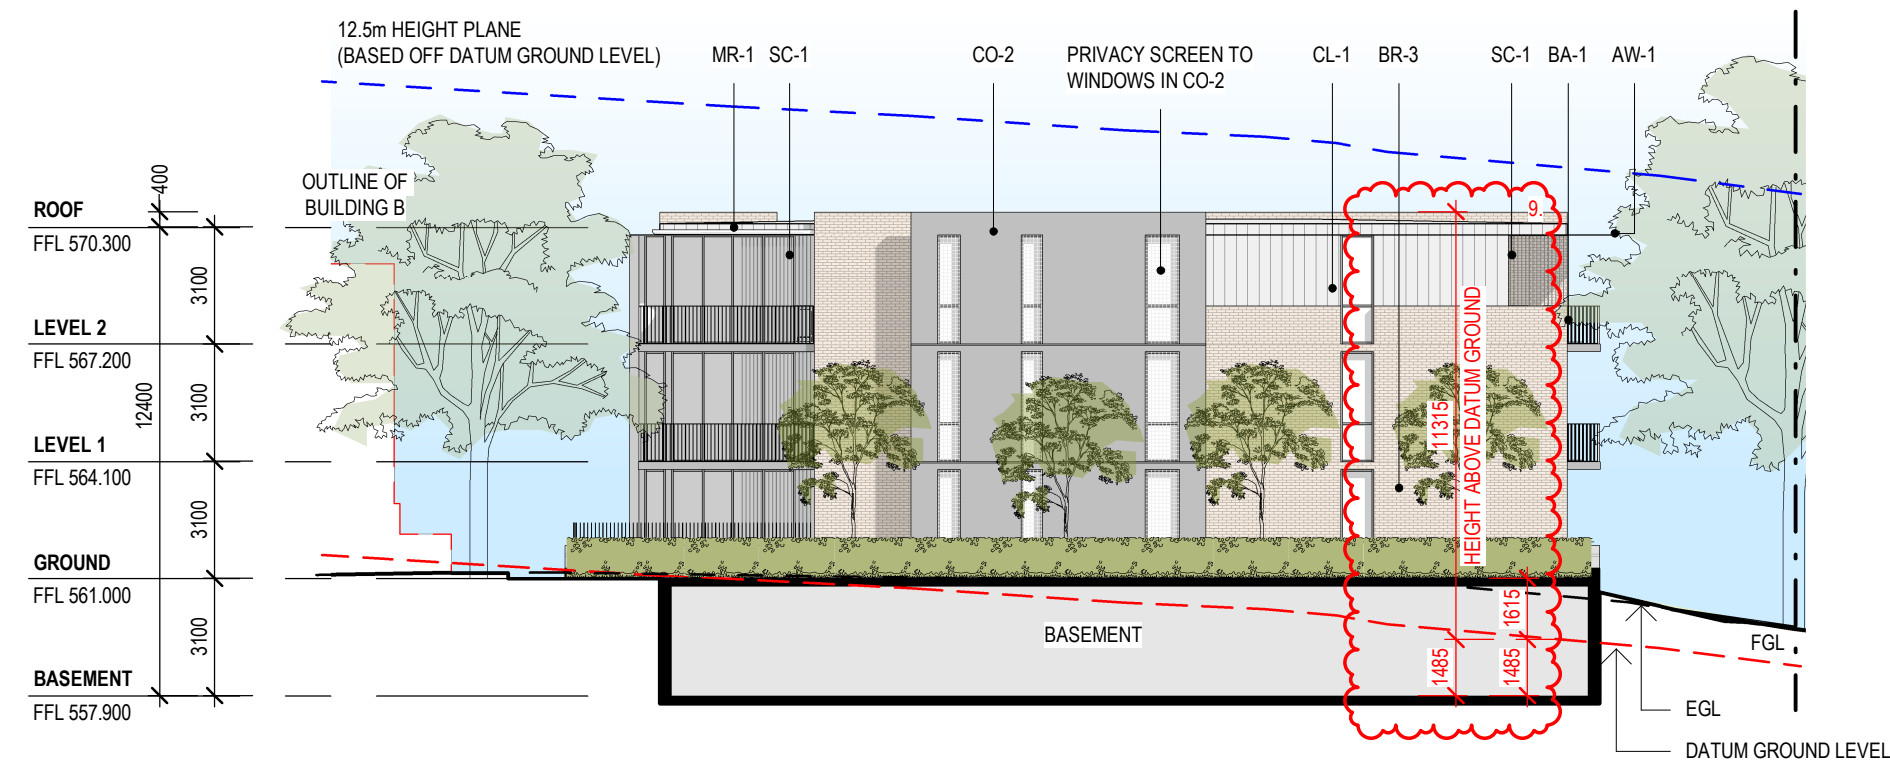 12.5m HEIGHT PLANE
(BASED OFF DATUM GROUND LEVEL)
MR-1
SC-1
CO-2
PRIVACY SCREEN TO
WINDOWS IN CO-2
CL-1
BR-3
SC-1
BA-1
AW-1
OUTLINE OF
BUILDING B
400
ROOF
FFL 570.300
3100
LEVEL 2
FFL 567.200
12400
3100
LEVEL 1
FFL 564.100
3100
GROUND
FFL 561.000
3100
BASEMENT
FFL 557.900
9.
11315
HEIGHT ABOVE DATUM GROUND
1615
1485
1485
BASEMENT
FGL
EGL
DATUM GROUND LEVEL